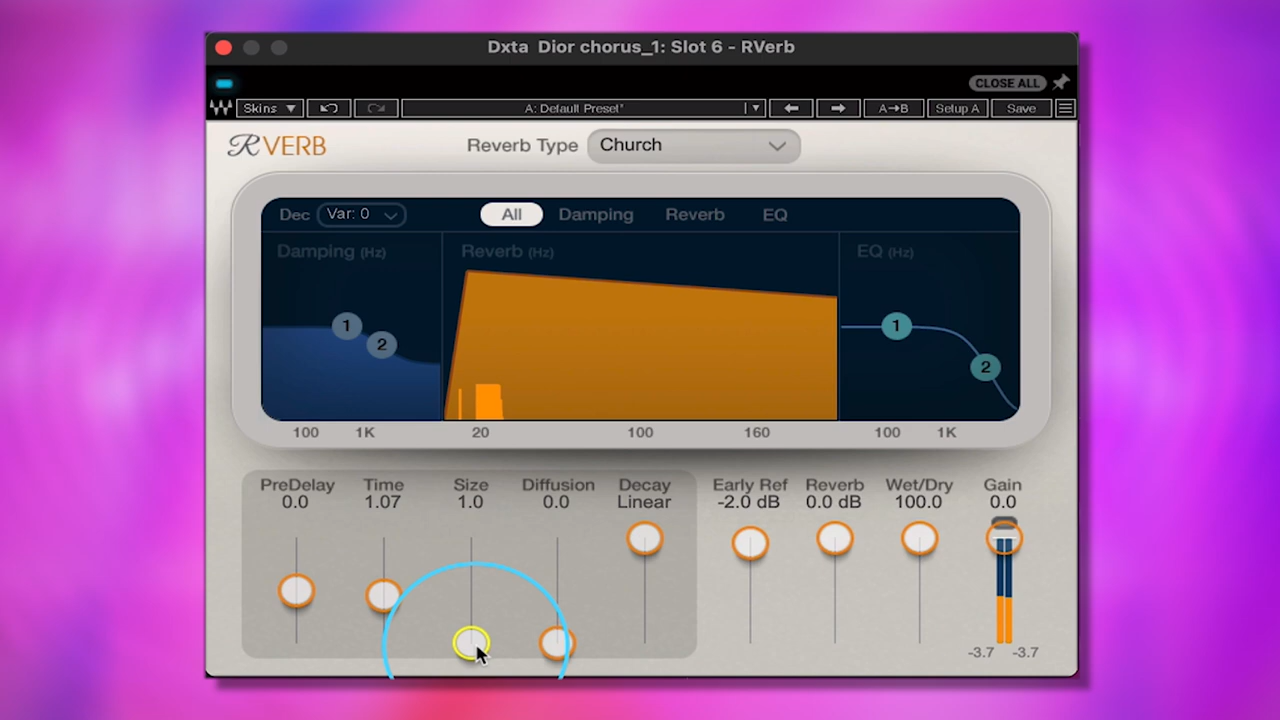 Dxta Dior chorus_1: Slot 6 - RVerb
CLOSE ALL
Skins A: Default Preset* A→B Setup A Save
RVERB Reverb Type Church
Dec Var: 0 All Damping Reverb EQ
Damping (Hz) Reverb (Hz) EQ (Hz)
1 1
2 2
100 1K 20 100 160 100 1K
PreDelay Time Size Diffusion Decay Early Ref Reverb Wet/Dry Gain
0.0 1.07 1.0 0.0 Linear -2.0 dB 0.0 dB 100.0 0.0
-3.7 -3.7